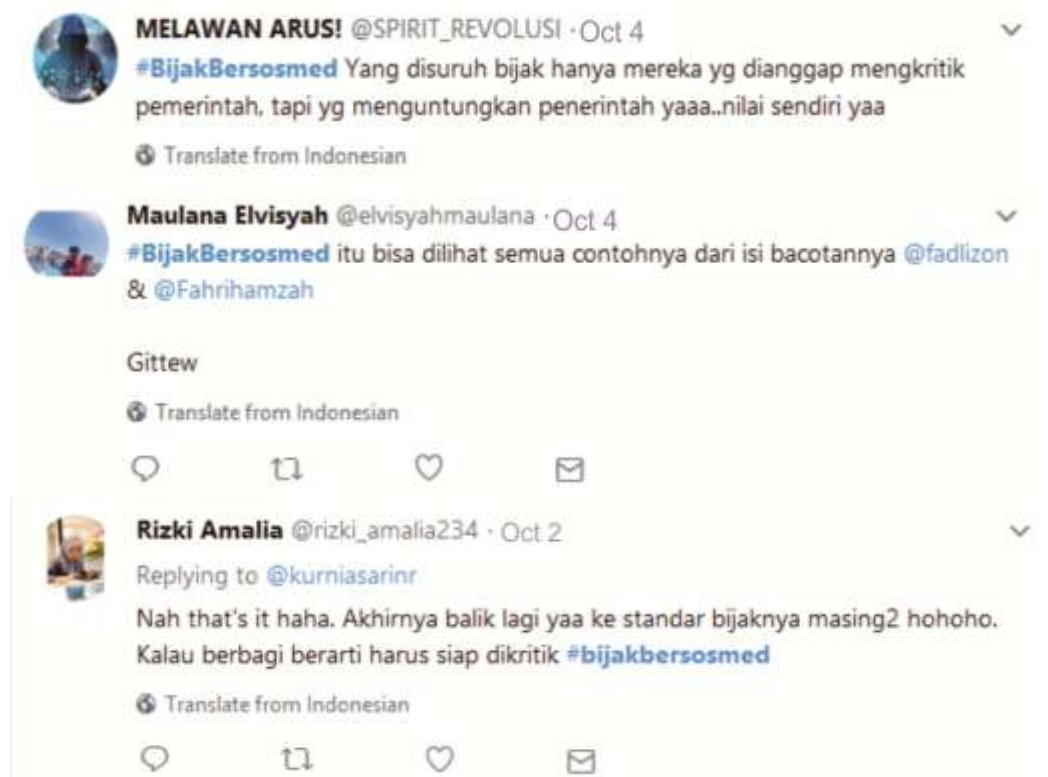 MELAWAN ARUS! @SPIRIT_REVOLUSI · Oct 4
#BijakBersosmed Yang disuruh bijak hanya mereka yg dianggap mengkritik
pemerintah, tapi yg menguntungkan penerintah yaaa..nilai sendiri yaa
Translate from Indonesian
Maulana Elvisyah @elvisyahmaulana · Oct 4
#BijakBersosmed itu bisa dilihat semua contohnya dari isi bacotannya @fadlizon
& @Fahrihamzah
Gittew
Translate from Indonesian
Rizki Amalia @rizki_amalia234 · Oct 2
Replying to @kurniasarinr
Nah that's it haha. Akhirnya balik lagi yaa ke standar bijaknya masing2 hohoho.
Kalau berbagi berarti harus siap dikritik #bijakbersosmed
Translate from Indonesian